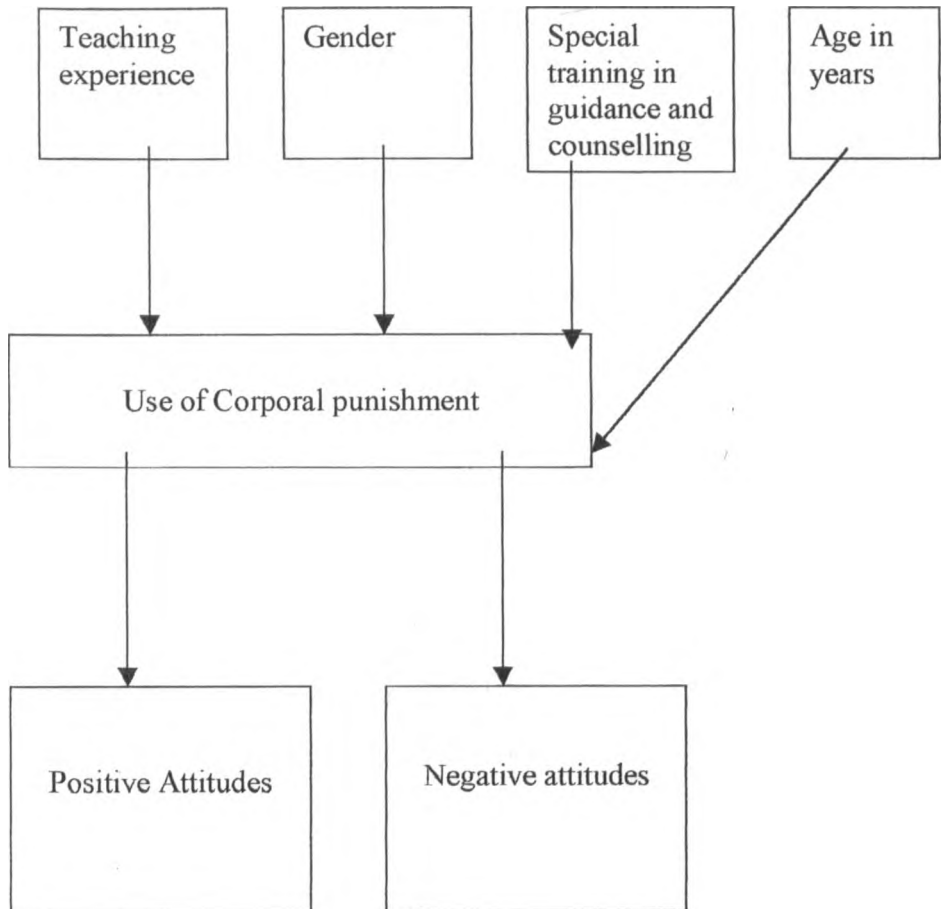 Teaching
experience
Gender
Special
training in
guidance and
counselling
Age in
years
Use of Corporal punishment
Positive Attitudes
Negative attitudes